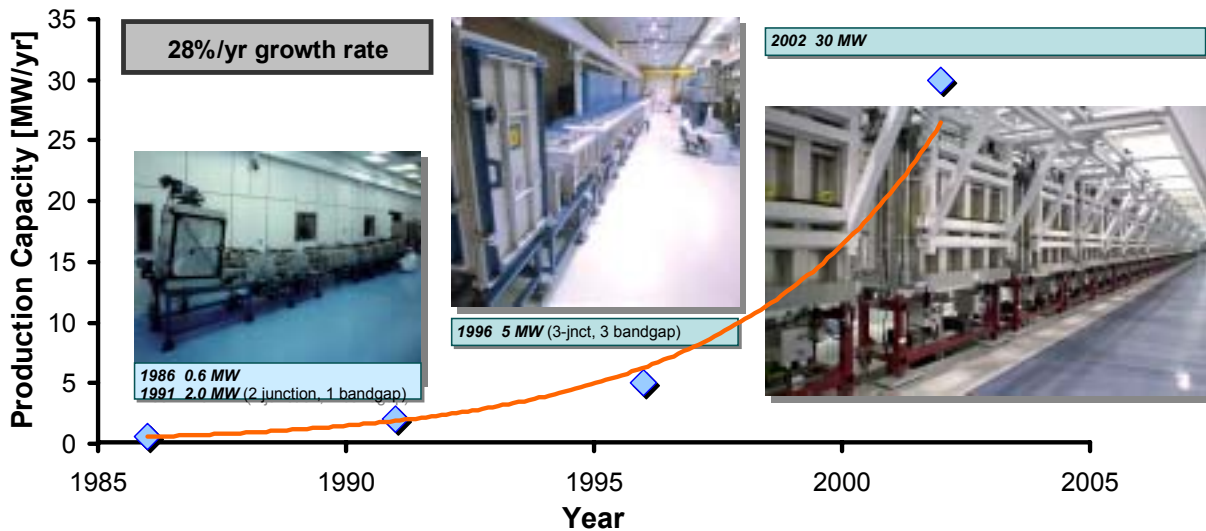 Production Capacity [MW/yr]
35
30
25
20
15
10
5
0
28%/yr growth rate
1986 0.6 MW
1991 2.0 MW (2 junction, 1 bandgap)
1996 5 MW (3-jnct, 3 bandgap)
2002 30 MW
1985
1990
1995
2000
2005
Year